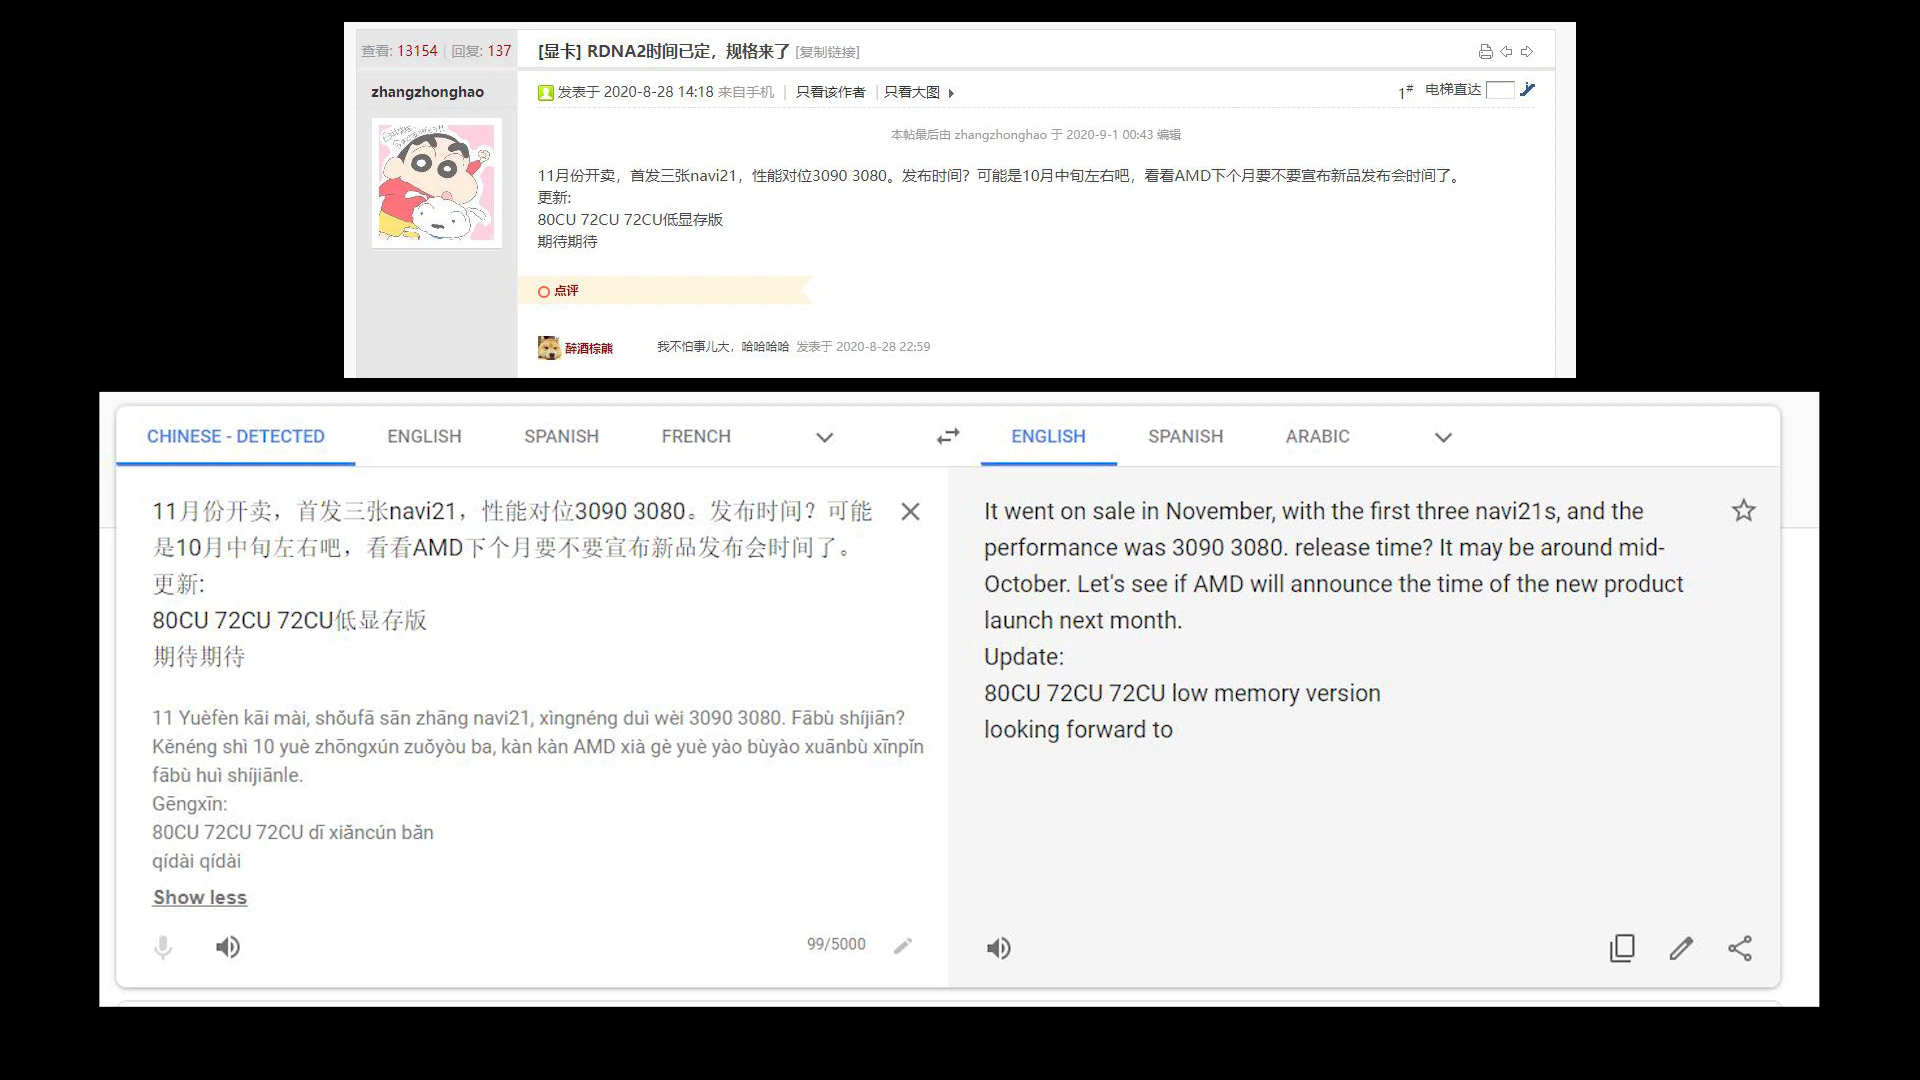 查看: 13154 | 回复: 137
[显卡] RDNA2时间已定，规格来了 [复制链接]
zhangzhonghao
发表于 2020-8-28 14:18 来自手机 | 只看该作者 | 只看大图
1# 电梯直达
本帖最后由 zhangzhonghao 于 2020-9-1 00:43 编辑
11月份开卖，首发三张navi21，性能对位3090 3080。发布时间？可能是10月中旬左右吧，看看AMD下个月要不要宣布新品发布会时间了。
更新:
80CU 72CU 72CU低显存版
期待期待
点评
醉酒棕熊 我不怕事儿大，哈哈哈哈 发表于 2020-8-28 22:59
CHINESE - DETECTED ENGLISH SPANISH FRENCH
ENGLISH SPANISH ARABIC
11月份开卖，首发三张navi21，性能对位3090 3080。发布时间？可能
是10月中旬左右吧，看看AMD下个月要不要宣布新品发布会时间了。
更新:
80CU 72CU 72CU低显存版
期待期待
11 Yuèfèn kāi mài, shǒufā sān zhāng navi21, xìngnéng duì wèi 3090 3080. Fābù shíjiān?
Kěnéng shì 10 yuè zhōngxún zuǒyòu ba, kàn kàn AMD xià gè yuè yào bùyào xuānbù xīnpǐn
fābù huì shíjiānle.
Gēngxīn:
80CU 72CU 72CU dī xiǎncún bǎn
qídài qídài
Show less
99/5000
It went on sale in November, with the first three navi21s, and the
performance was 3090 3080. release time? It may be around mid-
October. Let's see if AMD will announce the time of the new product
launch next month.
Update:
80CU 72CU 72CU low memory version
looking forward to